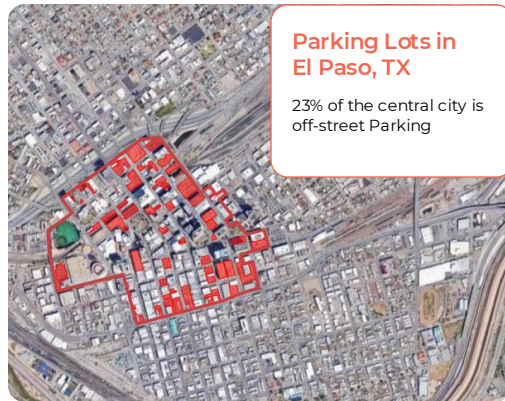 Parking Lots in
El Paso, TX
23% of the central city is
off-street Parking